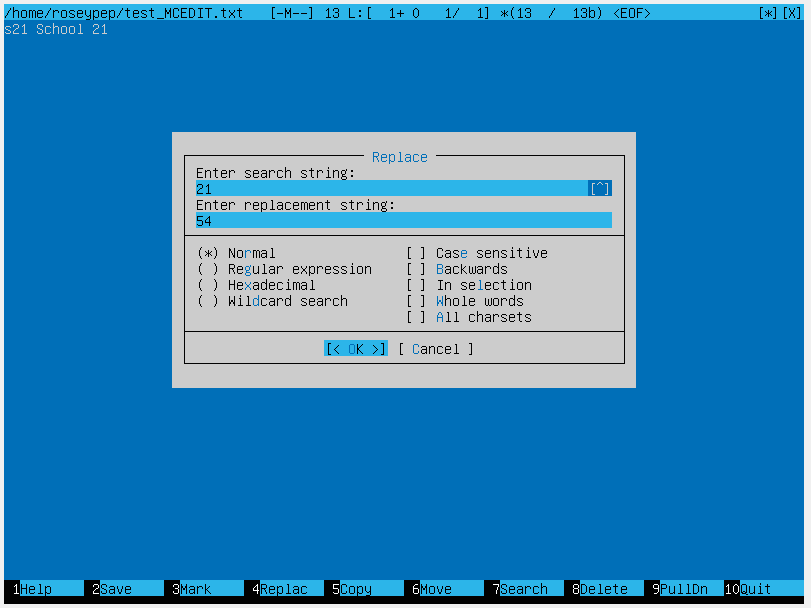 /home/roseypep/test_MCEDIT.txt [-M--] 13 L:[ 1+ 0 1/ 1] *(13 / 13b) <EOF> [*][X]
s21 School 21
Replace
Enter search string:
21 [^]
Enter replacement string:
54
(*) Normal [ ] Case sensitive
( ) Regular expression [ ] Backwards
( ) Hexadecimal [ ] In selection
( ) Wildcard search [ ] Whole words
[ ] All charsets
[< OK >] [ Cancel ]
1Help 2Save 3Mark 4Replac 5Copy 6Move 7Search 8Delete 9PullDn 10Quit